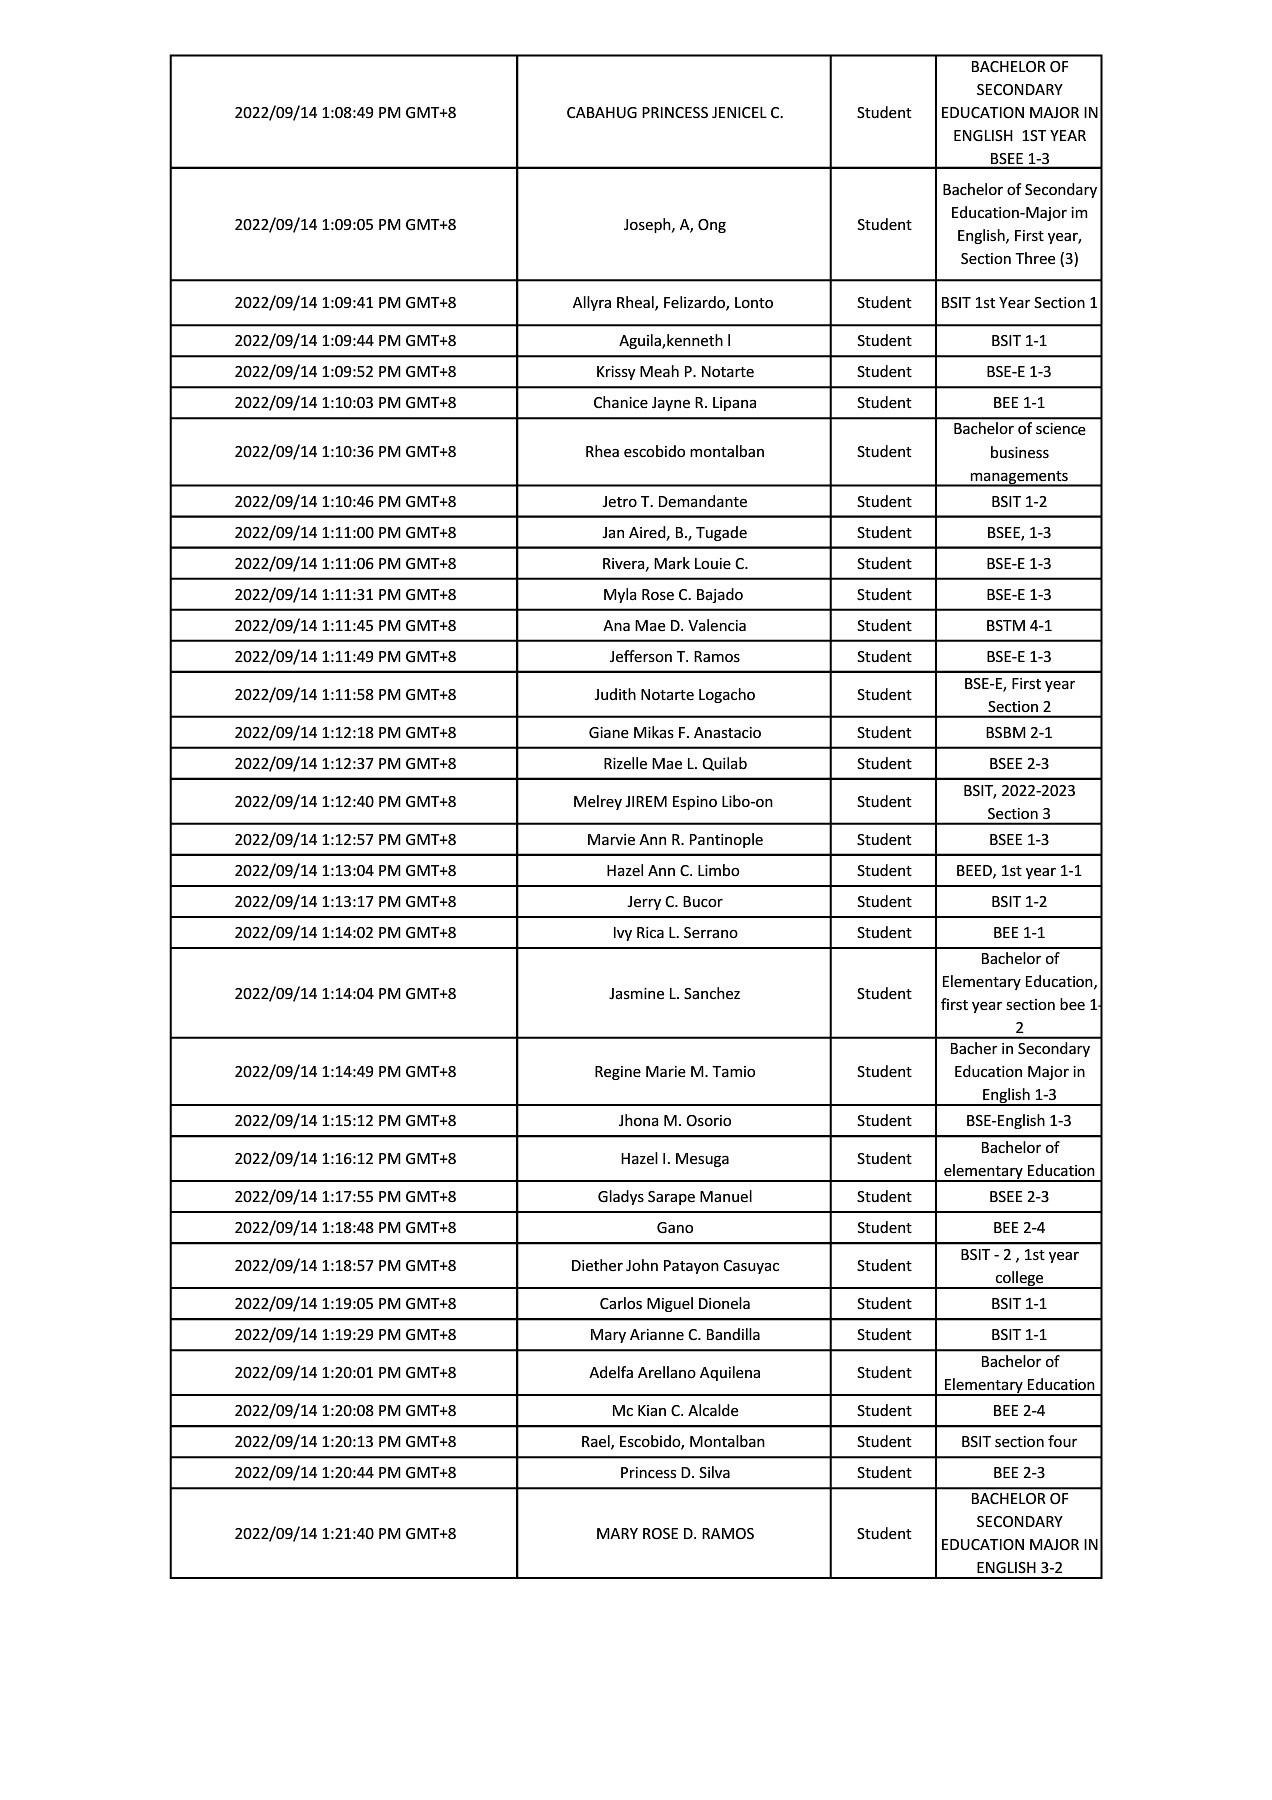 BACHELOR OF
SECONDARY
2022/09/14 1:08:49 PM GMT+8 CABAHUG PRINCESS JENICEL C. Student EDUCATION MAJOR IN
ENGLISH  1ST YEAR
BSEE 1-3
Bachelor of Secondary
Education-Major im
2022/09/14 1:09:05 PM GMT+8 Joseph, A, Ong Student English, First year,
Section Three (3)
2022/09/14 1:09:41 PM GMT+8 Allyra Rheal, Felizardo, Lonto Student BSIT 1st Year Section 1
2022/09/14 1:09:44 PM GMT+8 Aguila,kenneth l Student BSIT 1-1
2022/09/14 1:09:52 PM GMT+8 Krissy Meah P. Notarte Student BSE-E 1-3
2022/09/14 1:10:03 PM GMT+8 Chanice Jayne R. Lipana Student BEE 1-1
Bachelor of science
2022/09/14 1:10:36 PM GMT+8 Rhea escobido montalban Student business
managements
2022/09/14 1:10:46 PM GMT+8 Jetro T. Demandante Student BSIT 1-2
2022/09/14 1:11:00 PM GMT+8 Jan Aired, B., Tugade Student BSEE, 1-3
2022/09/14 1:11:06 PM GMT+8 Rivera, Mark Louie C. Student BSE-E 1-3
2022/09/14 1:11:31 PM GMT+8 Myla Rose C. Bajado Student BSE-E 1-3
2022/09/14 1:11:45 PM GMT+8 Ana Mae D. Valencia Student BSTM 4-1
2022/09/14 1:11:49 PM GMT+8 Jefferson T. Ramos Student BSE-E 1-3
2022/09/14 1:11:58 PM GMT+8 Judith Notarte Logacho Student BSE-E, First year
Section 2
2022/09/14 1:12:18 PM GMT+8 Giane Mikas F. Anastacio Student BSBM 2-1
2022/09/14 1:12:37 PM GMT+8 Rizelle Mae L. Quilab Student BSEE 2-3
2022/09/14 1:12:40 PM GMT+8 Melrey JIREM Espino Libo-on Student BSIT, 2022-2023
Section 3
2022/09/14 1:12:57 PM GMT+8 Marvie Ann R. Pantinople Student BSEE 1-3
2022/09/14 1:13:04 PM GMT+8 Hazel Ann C. Limbo Student BEED, 1st year 1-1
2022/09/14 1:13:17 PM GMT+8 Jerry C. Bucor Student BSIT 1-2
2022/09/14 1:14:02 PM GMT+8 Ivy Rica L. Serrano Student BEE 1-1
Bachelor of
2022/09/14 1:14:04 PM GMT+8 Jasmine L. Sanchez Student Elementary Education,
first year section bee 1-
2
Bacher in Secondary
2022/09/14 1:14:49 PM GMT+8 Regine Marie M. Tamio Student Education Major in
English 1-3
2022/09/14 1:15:12 PM GMT+8 Jhona M. Osorio Student BSE-English 1-3
2022/09/14 1:16:12 PM GMT+8 Hazel I. Mesuga Student Bachelor of
elementary Education
2022/09/14 1:17:55 PM GMT+8 Gladys Sarape Manuel Student BSEE 2-3
2022/09/14 1:18:48 PM GMT+8 Gano Student BEE 2-4
2022/09/14 1:18:57 PM GMT+8 Diether John Patayon Casuyac Student BSIT - 2 , 1st year
college
2022/09/14 1:19:05 PM GMT+8 Carlos Miguel Dionela Student BSIT 1-1
2022/09/14 1:19:29 PM GMT+8 Mary Arianne C. Bandilla Student BSIT 1-1
2022/09/14 1:20:01 PM GMT+8 Adelfa Arellano Aquilena Student Bachelor of
Elementary Education
2022/09/14 1:20:08 PM GMT+8 Mc Kian C. Alcalde Student BEE 2-4
2022/09/14 1:20:13 PM GMT+8 Rael, Escobido, Montalban Student BSIT section four
2022/09/14 1:20:44 PM GMT+8 Princess D. Silva Student BEE 2-3
BACHELOR OF
SECONDARY
2022/09/14 1:21:40 PM GMT+8 MARY ROSE D. RAMOS Student EDUCATION MAJOR IN
ENGLISH 3-2